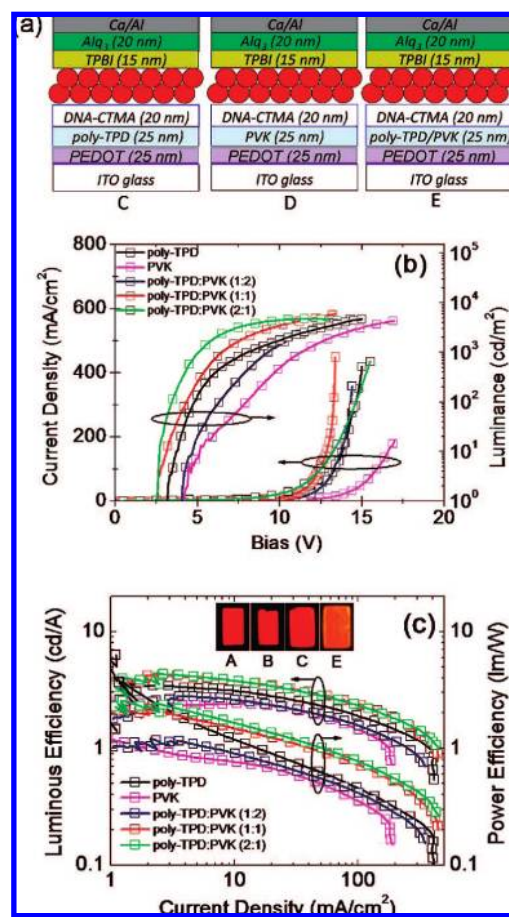 (a)
Ca/Al Ca/Al Ca/Al
Alq3 (20 nm) Alq3 (20 nm) Alq3 (20 nm)
TPBI (15 nm) TPBI (15 nm) TPBI (15 nm)
DNA-CTMA (20 nm) DNA-CTMA (20 nm) DNA-CTMA (20 nm)
poly-TPD (25 nm) PVK (25 nm) poly-TPD/PVK (25 nm)
PEDOT (25 nm) PEDOT (25 nm) PEDOT (25 nm)
ITO glass ITO glass ITO glass
C D E
(b)
poly-TPD
PVK
poly-TPD:PVK (1:2)
poly-TPD:PVK (1:1)
poly-TPD:PVK (2:1)
Current Density (mA/cm²)
800
600
400
200
0
Luminance (cd/m²)
10⁵
10⁴
10³
10²
10¹
10⁰
0 5 10 15 20
Bias (V)
(c)
A B C E
Luminous Efficiency (cd/A)
10
1
0.1
Power Efficiency (lm/W)
10
1
0.1
poly-TPD
PVK
poly-TPD:PVK (1:2)
poly-TPD:PVK (1:1)
poly-TPD:PVK (2:1)
1 10 100
Current Density (mA/cm²)